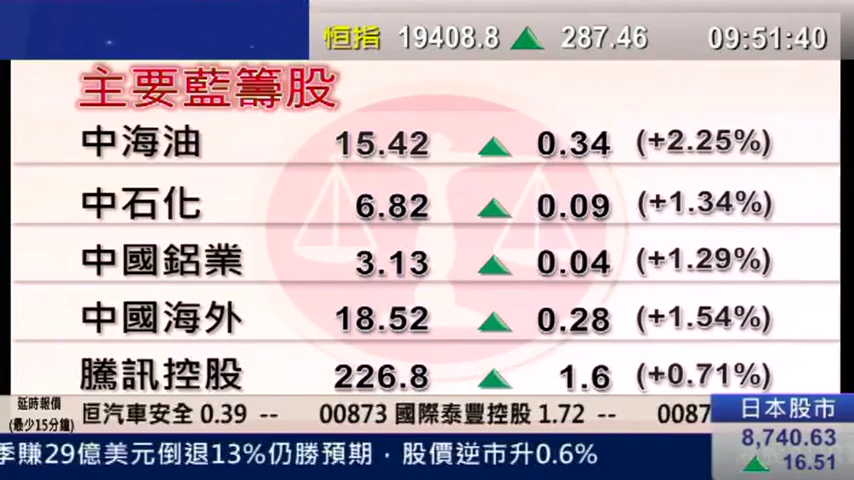 恒指 19408.8 ▲ 287.46 09:51:40
主要藍籌股
中海油 15.42 ▲ 0.34 (+2.25%)
中石化 6.82 ▲ 0.09 (+1.34%)
中國鋁業 3.13 ▲ 0.04 (+1.29%)
中國海外 18.52 ▲ 0.28 (+1.54%)
騰訊控股 226.8 ▲ 1.6 (+0.71%)
延時報價
(最少15分鐘)
恒汽車安全 0.39 -- 00873 國際泰豐控股 1.72 -- 0087
日本股市
8,740.63
▲ 16.51
季賺29億美元倒退13%仍勝預期，股價逆市升0.6%